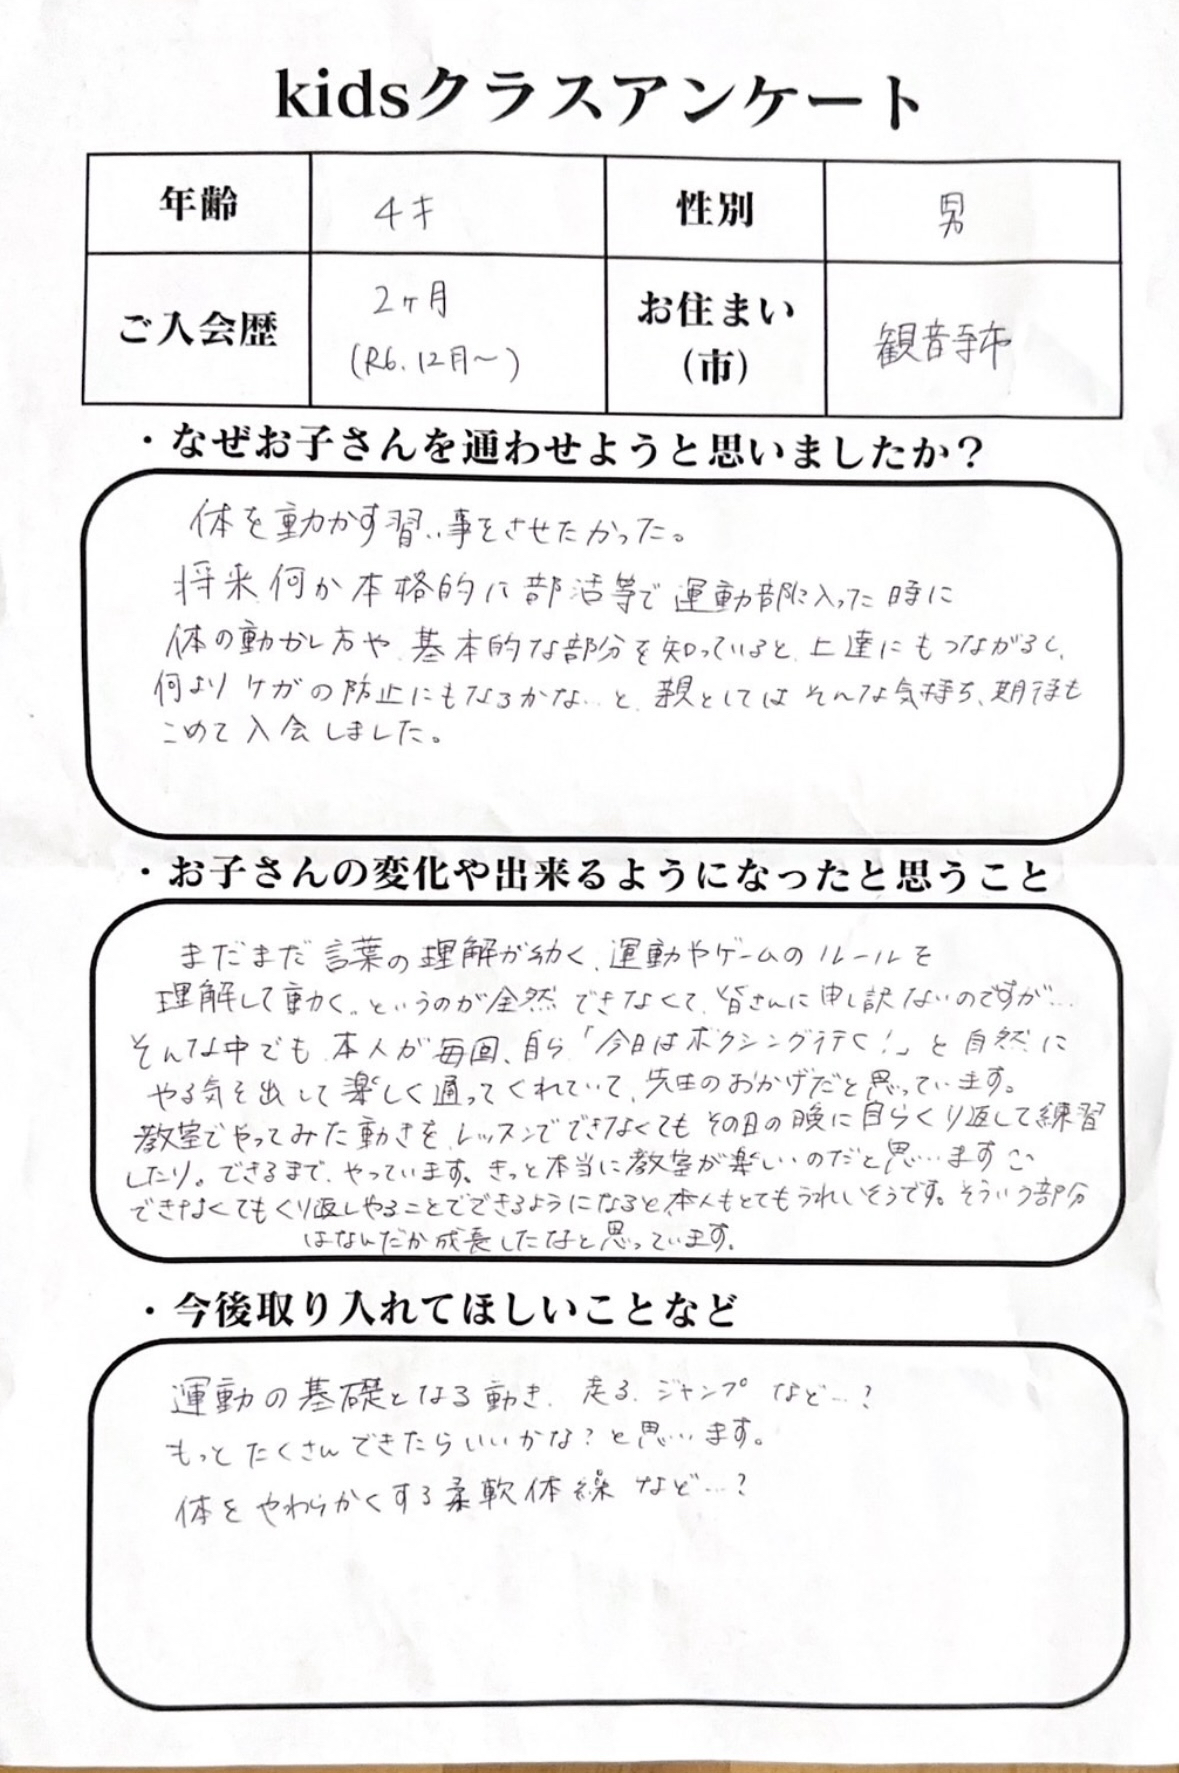 kidsクラスアンケート
年齢 4才 性別 男
ご入会歴 2ヶ月 (R6.12月〜) お住まい(市) 観音寺市
・なぜお子さんを通わせようと思いましたか?
体を動かす習い事をさせたかった。
将来何か本格的に部活等で運動部に入った時に
体の動かし方や、基本的な部分を知っていると、上達にもつながるし、
何よりケガの防止にもなるかな…と、親としてはそんな気持ち、期待も
こめて入会しました。
・お子さんの変化や出来るようになったと思うこと
まだまだ言葉の理解が幼く、運動やゲームのルールを
理解して動く。というのが全然できなくて、皆さんに申し訳ないのですが…
そんな中でも、本人が毎回、自ら「今日はボクシング行く!」と自然に
やる気を出して楽しく通ってくれていて、先生のおかげだと思っています。
教室でやってみた動きを、レッスンでできなくてもその日の晩に自らくり返して練習
したり。できるまで、やっています。きっと本当に教室が楽しいのだと思います
できなくてもくり返しやることでできるようになると、本人もとてもうれしそうです。そういう部分
はなんだか成長したなと思っています。
・今後取り入れてほしいことなど
運動の基礎となる動き、走る、ジャンプ など…?
もっとたくさんできたらいいかな?と思います。
体をやわらかくする柔軟体操 など…?